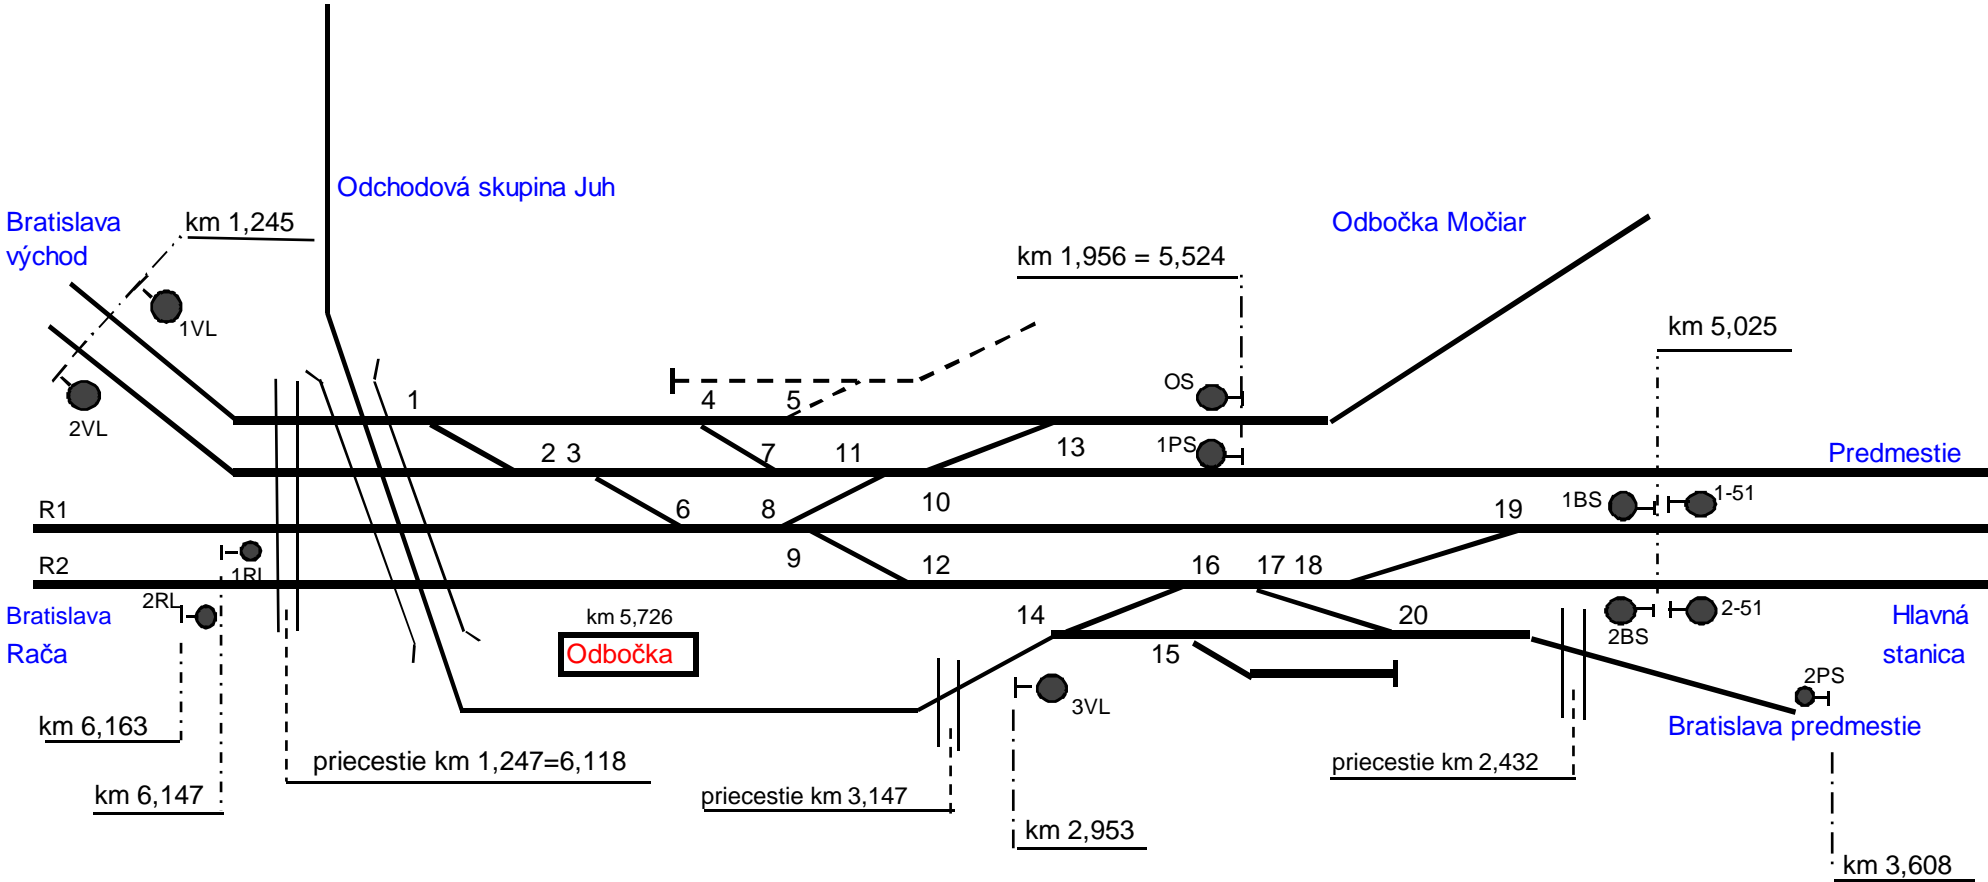 Odchodová skupina Juh
Bratislava
východ
km 1,245
Odbočka Močiar
km 1,956 = 5,524
km 5,025
1VL
2VL
1
4
5
OS
2 3
7
11
13
1PS
Predmestie
R1
6
8
10
19
1BS
1-51
R2
1RL
9
12
16
17 18
Bratislava
Rača
2RL
km 5,726
Odbočka
14
15
20
2BS
2-51
Hlavná
stanica
3VL
2PS
Bratislava predmestie
km 6,163
priecestie km 1,247=6,118
priecestie km 2,432
km 6,147
priecestie km 3,147
km 2,953
km 3,608